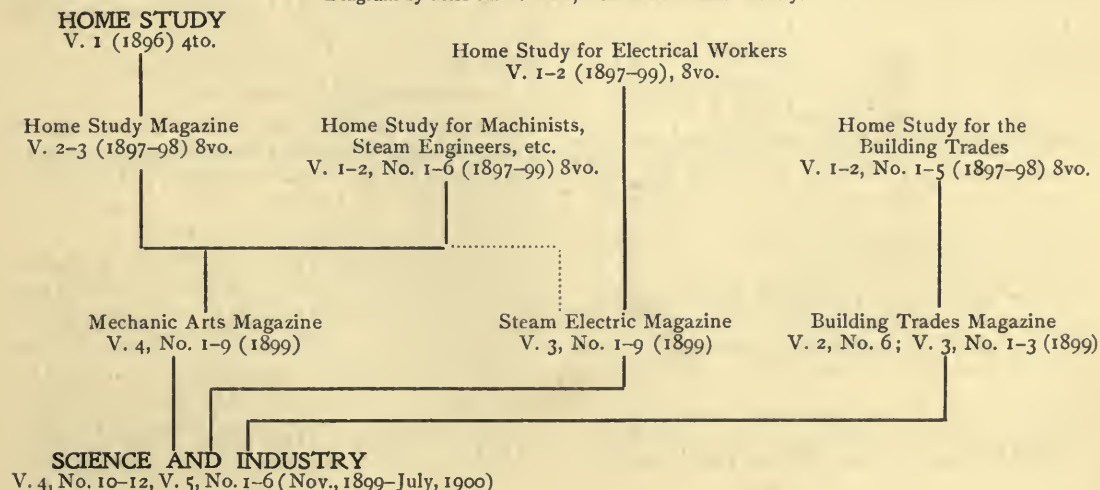 HOME STUDY
V. 1 (1896) 4to.
Home Study for Electrical Workers
V. 1-2 (1897-99), 8vo.
Home Study Magazine
V. 2-3 (1897-98) 8vo.
Home Study for Machinists,
Steam Engineers, etc.
V. 1-2, No. 1-6 (1897-99) 8vo.
Home Study for the
Building Trades
V. 1-2, No. 1-5 (1897-98) 8vo.
Mechanic Arts Magazine
V. 4, No. 1-9 (1899)
Steam Electric Magazine
V. 3, No. 1-9 (1899)
Building Trades Magazine
V. 2, No. 6; V. 3, No. 1-3 (1899)
SCIENCE AND INDUSTRY
V. 4, No. 10-12, V. 5, No. 1-6 (Nov., 1899-July, 1900)